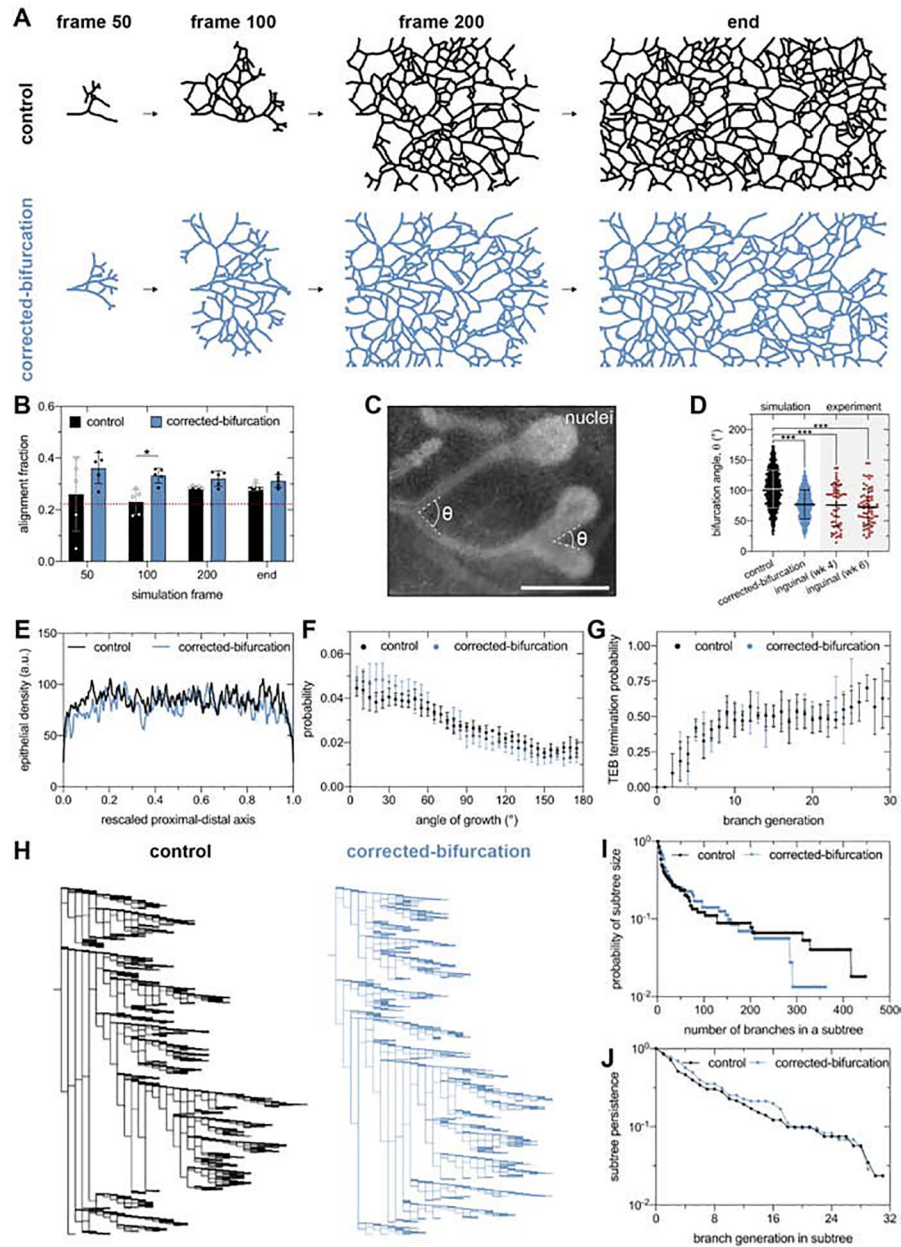 A
frame 50
frame 100
frame 200
end
control
corrected-bifurcation
B
control
corrected-bifurcation
alignment fraction
0.6
0.4
0.2
0.0
*
50
100
200
end
simulation frame
C
nuclei
θ
θ
D
simulation
experiment
***
***
***
bifurcation angle, θ (°)
200
150
100
50
0
control
corrected-bifurcation
inguinal (wk 4)
inguinal (wk 6)
E
control
corrected-bifurcation
epithelial density (a.u.)
150
100
50
0
0.0
0.2
0.4
0.6
0.8
1.0
rescaled proximal-distal axis
F
control
corrected-bifurcation
probability
0.06
0.04
0.02
0.00
0
30
60
90
120
150
180
angle of growth (°)
G
control
corrected-bifurcation
TEB termination probability
1.00
0.75
0.50
0.25
0.00
0
10
20
30
branch generation
H
control
corrected-bifurcation
I
control
corrected-bifurcation
probability of subtree size
10⁰
10⁻¹
10⁻²
0
100
200
300
400
500
number of branches in a subtree
J
control
corrected-bifurcation
subtree persistence
10⁰
10⁻¹
10⁻²
0
8
16
24
32
branch generation in subtree